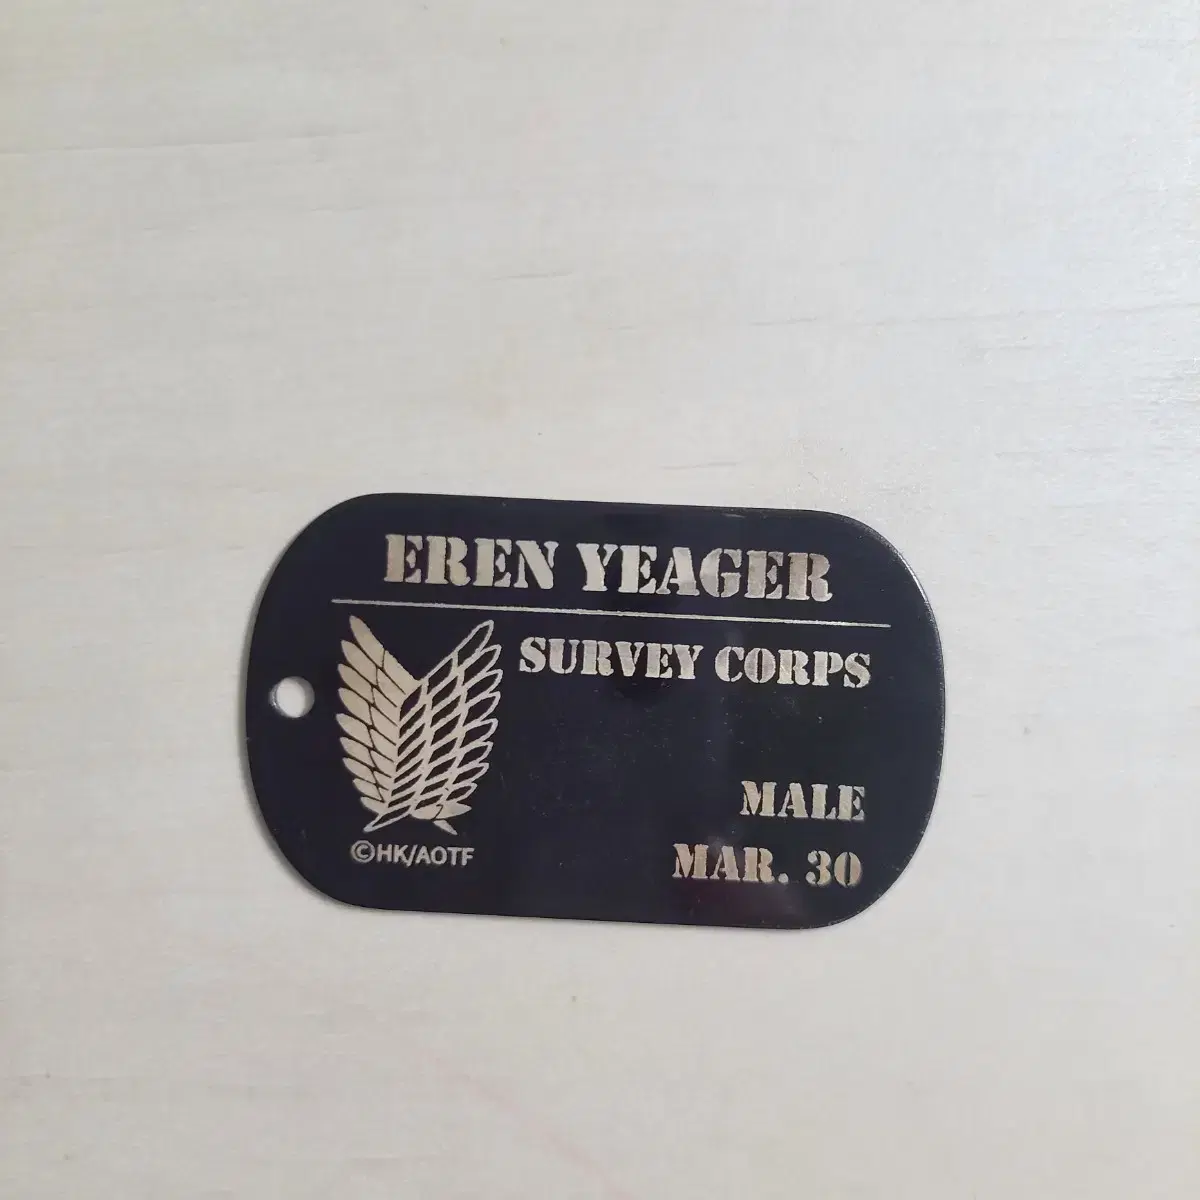 EREN YEAGER
SURVEY CORPS
MALE
MAR. 30
©HK/AOTF